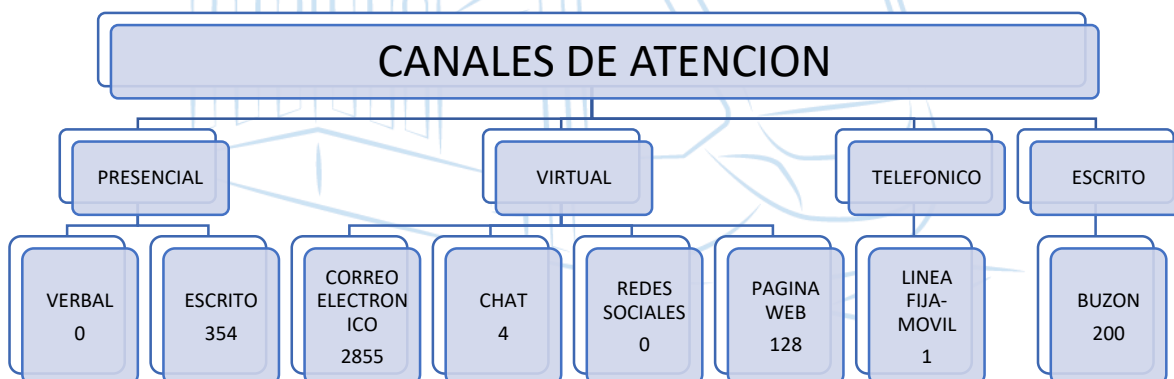 CANALES DE ATENCION
PRESENCIAL
VIRTUAL
TELEFONICO
ESCRITO
VERBAL
0
ESCRITO
354
CORREO
ELECTRON
ICO
2855
CHAT
4
REDES
SOCIALES
0
PAGINA
WEB
128
LINEA
FIJA-
MOVIL
1
BUZON
200